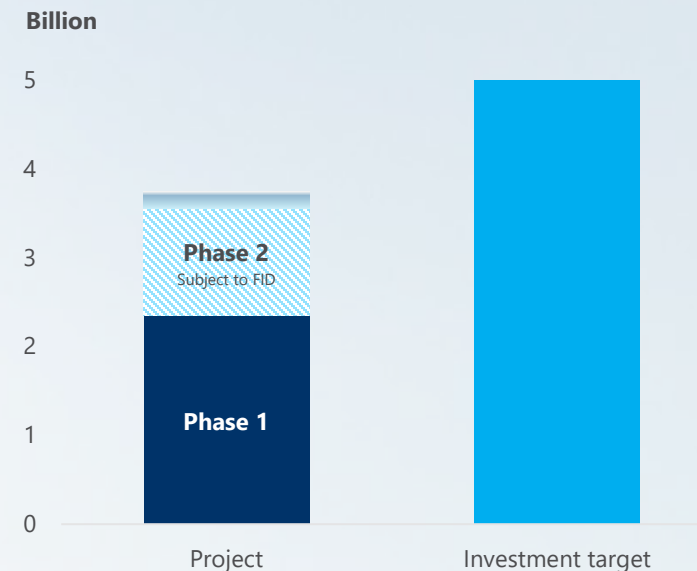 Billion
5
4
3
2
1
0
Phase 2
Subject to FID
Phase 1
Project
Investment target